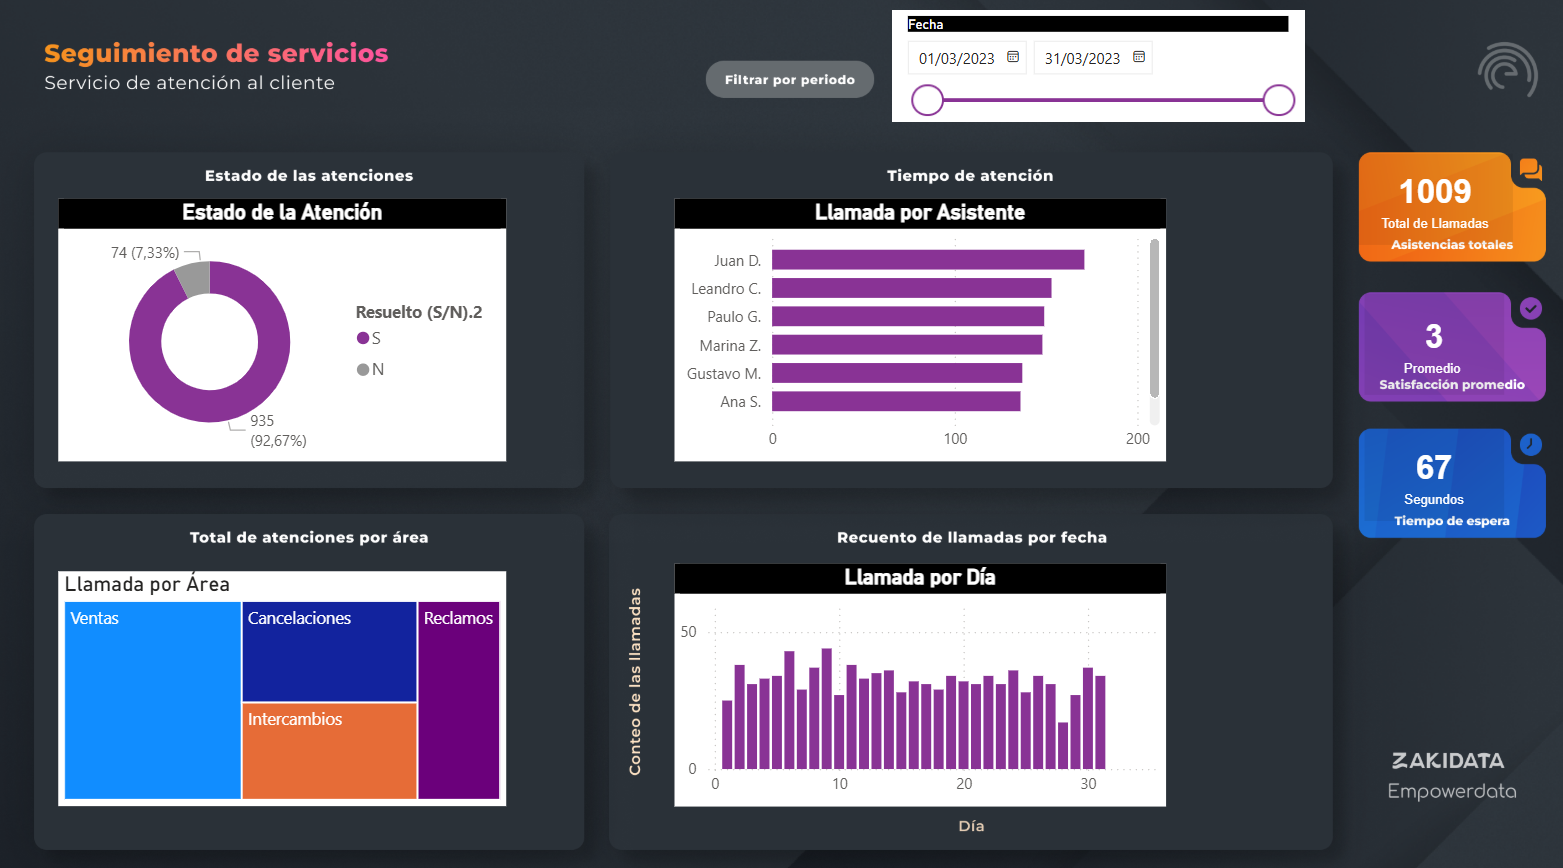 Seguimiento de servicios
Servicio de atención al cliente
Filtrar por periodo
Fecha
01/03/2023
31/03/2023
Estado de las atenciones
Estado de la Atención
74 (7,33%)
935
(92,67%)
Resuelto (S/N).2
S
N
Tiempo de atención
Llamada por Asistente
Juan D.
Leandro C.
Paulo G.
Marina Z.
Gustavo M.
Ana S.
0
100
200
1009
Total de Llamadas
Asistencias totales
3
Promedio
Satisfacción promedio
67
Segundos
Tiempo de espera
Total de atenciones por área
Llamada por Área
Ventas
Cancelaciones
Reclamos
Intercambios
Recuento de llamadas por fecha
Llamada por Día
Conteo de las llamadas
50
0
0
10
20
30
Día
ZAKIDATA
Empowerdata